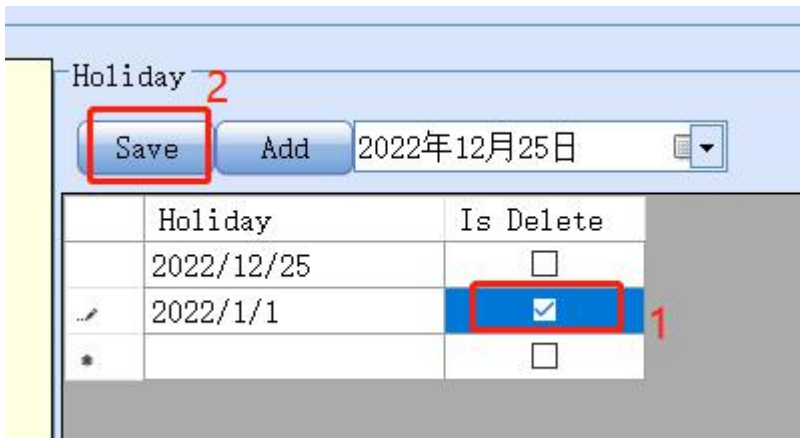 Holiday
2
Save
Add
2022年12月25日
Holiday
Is Delete
2022/12/25
2022/1/1
1